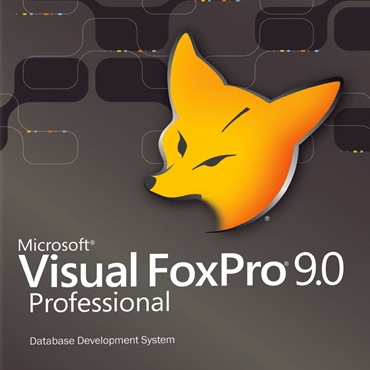 ®
Microsoft®
Visual FoxPro® 9.0
Professional
Database Development System